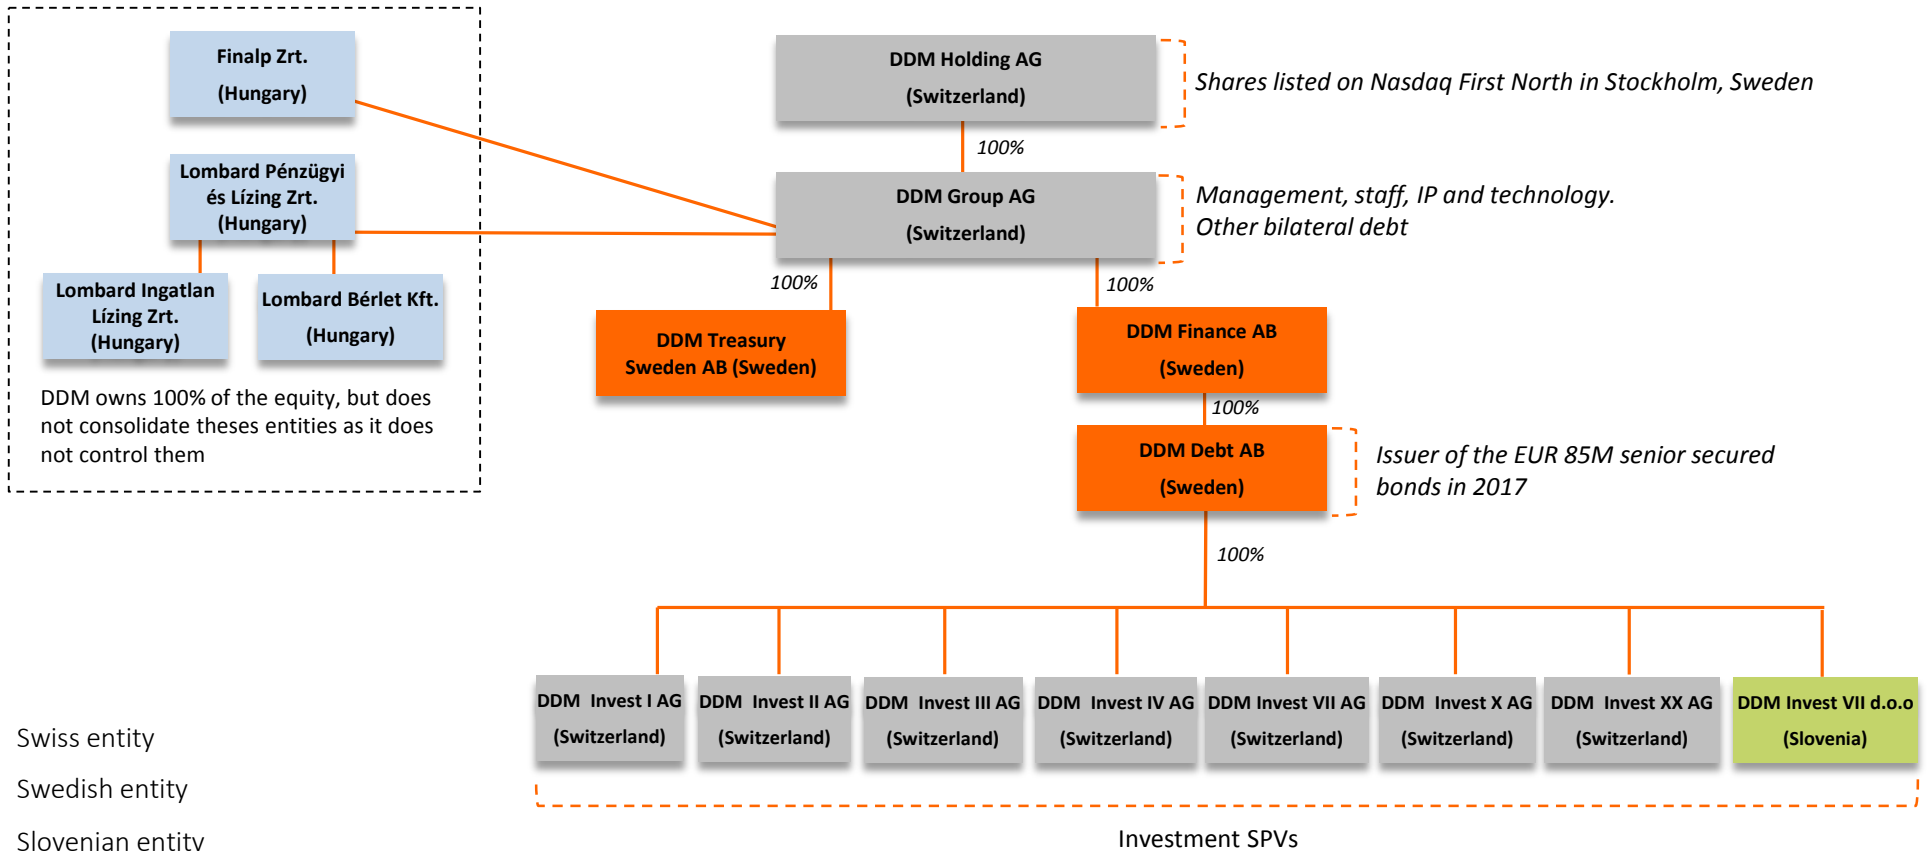 Finalp Zrt.
(Hungary)
Lombard Pénzügyi
és Lízing Zrt.
(Hungary)
Lombard Ingatlan
Lízing Zrt.
(Hungary)
Lombard Bérlet Kft.
(Hungary)
DDM owns 100% of the equity, but does
not consolidate theses entities as it does
not control them
DDM Holding AG
(Switzerland)
Shares listed on Nasdaq First North in Stockholm, Sweden
100%
DDM Group AG
(Switzerland)
Management, staff, IP and technology.
Other bilateral debt
100%
100%
DDM Treasury
Sweden AB (Sweden)
DDM Finance AB
(Sweden)
100%
DDM Debt AB
(Sweden)
Issuer of the EUR 85M senior secured
bonds in 2017
100%
DDM Invest I AG
(Switzerland)
DDM Invest II AG
(Switzerland)
DDM Invest III AG
(Switzerland)
DDM Invest IV AG
(Switzerland)
DDM Invest VII AG
(Switzerland)
DDM Invest X AG
(Switzerland)
DDM Invest XX AG
(Switzerland)
DDM Invest VII d.o.o
(Slovenia)
Investment SPVs
Swiss entity
Swedish entity
Slovenian entity